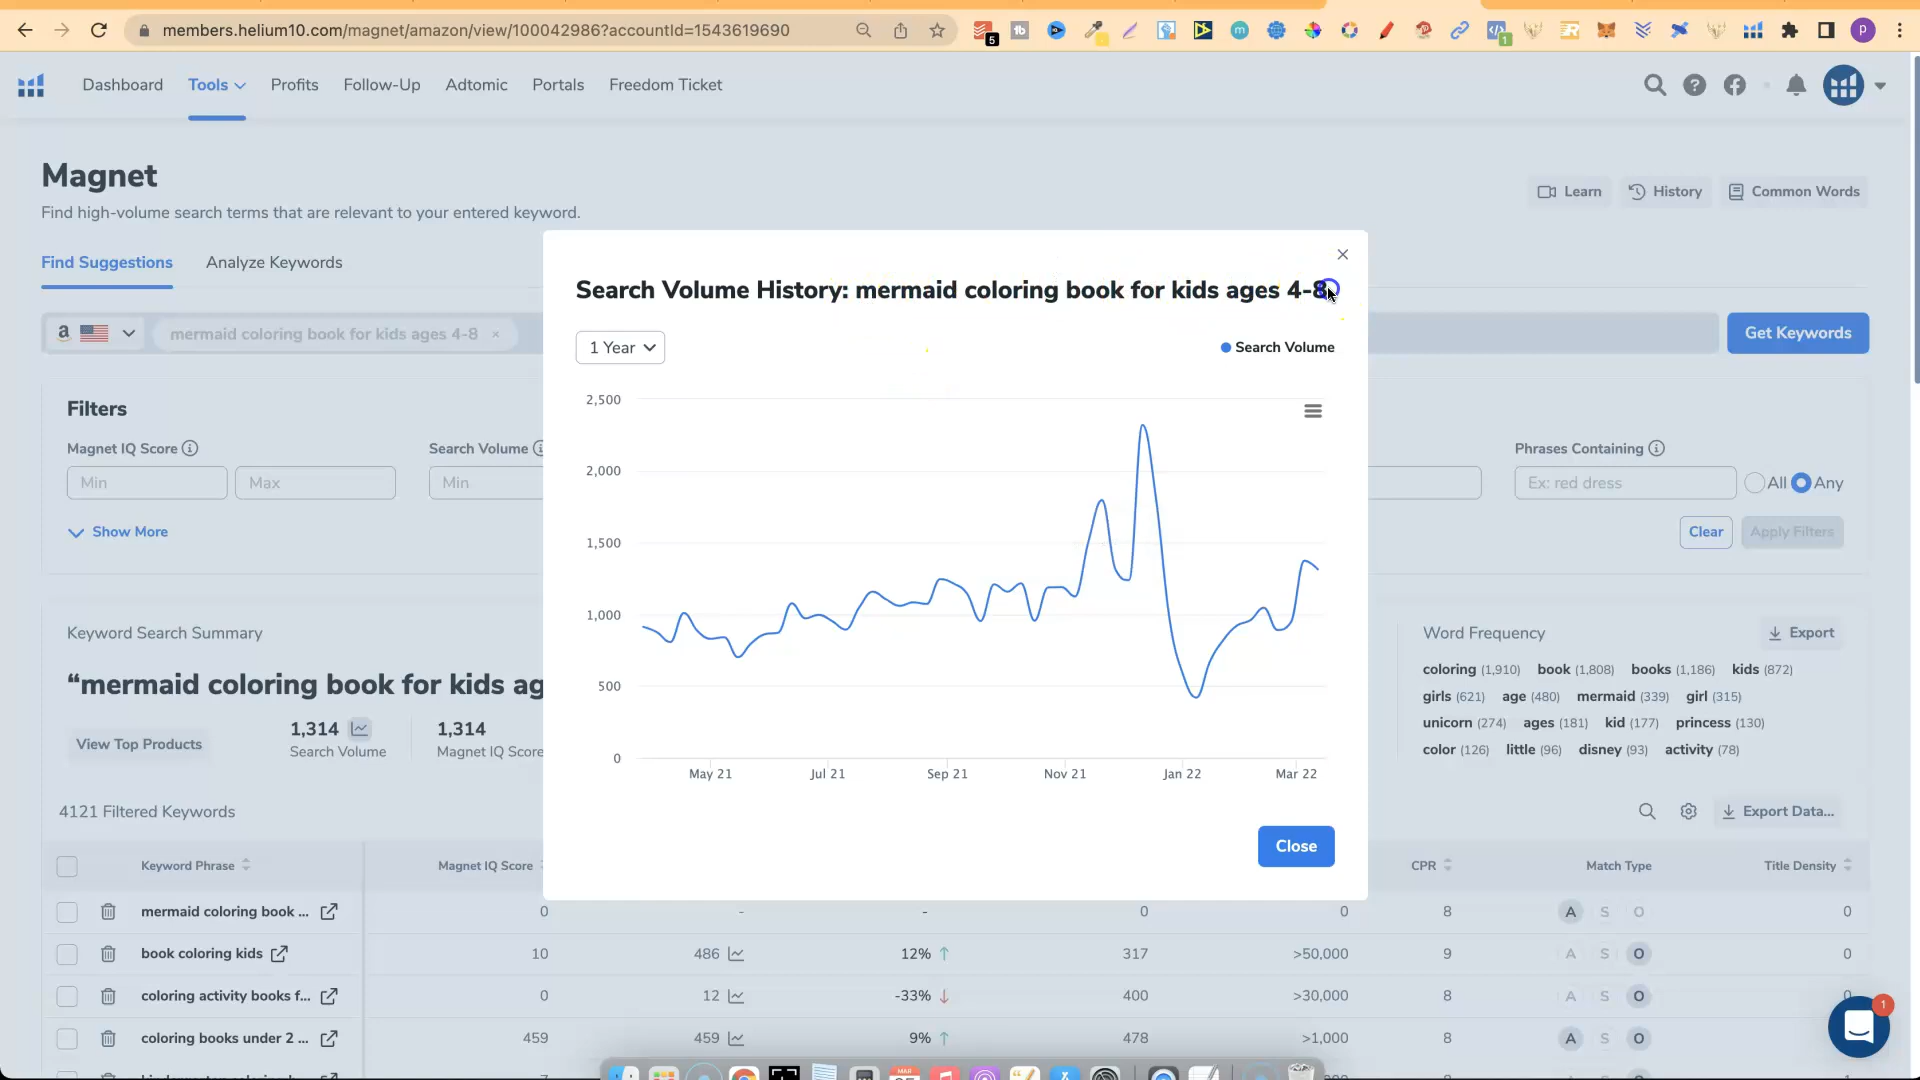 members.helium10.com/magnet/amazon/view/100042986?accountId=1543619690
5
1
Dashboard
Tools
Profits
Follow-Up
Adtomic
Portals
Freedom Ticket
Magnet
Find high-volume search terms that are relevant to your entered keyword.
Learn
History
Common Words
Find Suggestions
Analyze Keywords
mermaid coloring book for kids ages 4-8 ×
Get Keywords
Filters
Magnet IQ Score
Min
Max
Search Volume
Min
Phrases Containing
Ex: red dress
All
Any
Show More
Clear
Apply Filters
Search Volume History: mermaid coloring book for kids ages 4-8
1 Year
Search Volume
2,500
2,000
1,500
1,000
500
0
May 21
Jul 21
Sep 21
Nov 21
Jan 22
Mar 22
Close
Keyword Search Summary
“mermaid coloring book for kids ag
View Top Products
1,314
Search Volume
1,314
Magnet IQ Score
Word Frequency
Export
coloring (1,910) book (1,808) books (1,186) kids (872)
girls (621) age (480) mermaid (339) girl (315)
unicorn (274) ages (181) kid (177) princess (130)
color (126) little (96) disney (93) activity (78)
4121 Filtered Keywords
Export Data...
Keyword Phrase
Magnet IQ Score
CPR
Match Type
Title Density
mermaid coloring book ... 0 - - 0 0 8 A S O 0
book coloring kids 10 486 12% 317 >50,000 9 A S O 0
coloring activity books f... 0 12 -33% 400 >30,000 8 A S O 0
coloring books under 2 ... 459 459 9% 478 >1,000 8 A S O
1